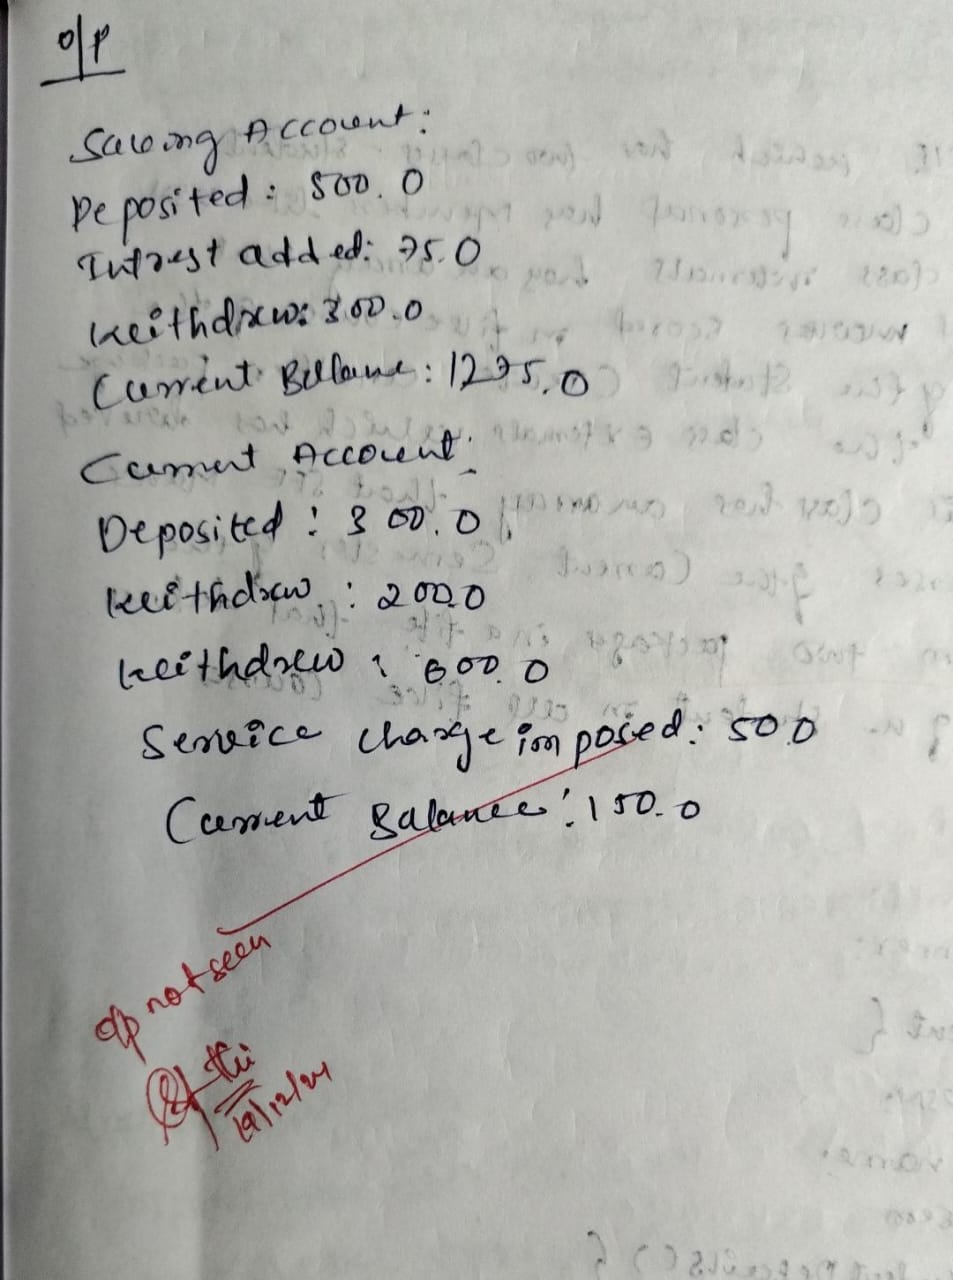 o/p
Saving Account:
Deposited: 500.0
Intrest added: 75.0
Weithdrew: 300.0
Current Ballance: 1275.0
Current Account:
Deposited: 300.0
Weithdrew: 200.0
Weithdrew: 600.0
Service charge imposed: 50.0
Current Balance: 150.0
o/p not seen
19/12/24